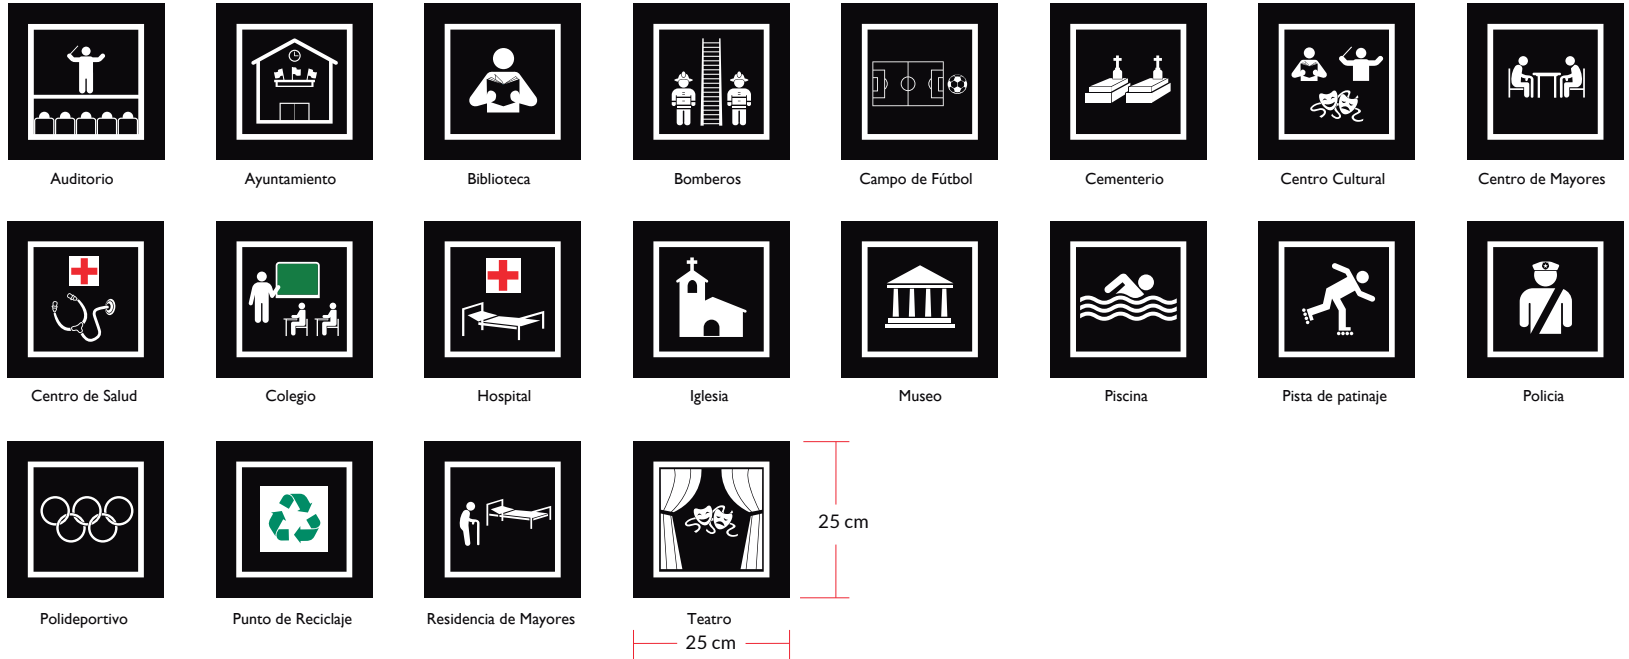 Auditorio
Ayuntamiento
Biblioteca
Bomberos
Campo de Fútbol
Cementerio
Centro Cultural
Centro de Mayores
Centro de Salud
Colegio
Hospital
Iglesia
Museo
Piscina
Pista de patinaje
Policia
Polideportivo
Punto de Reciclaje
Residencia de Mayores
Teatro
25 cm
25 cm